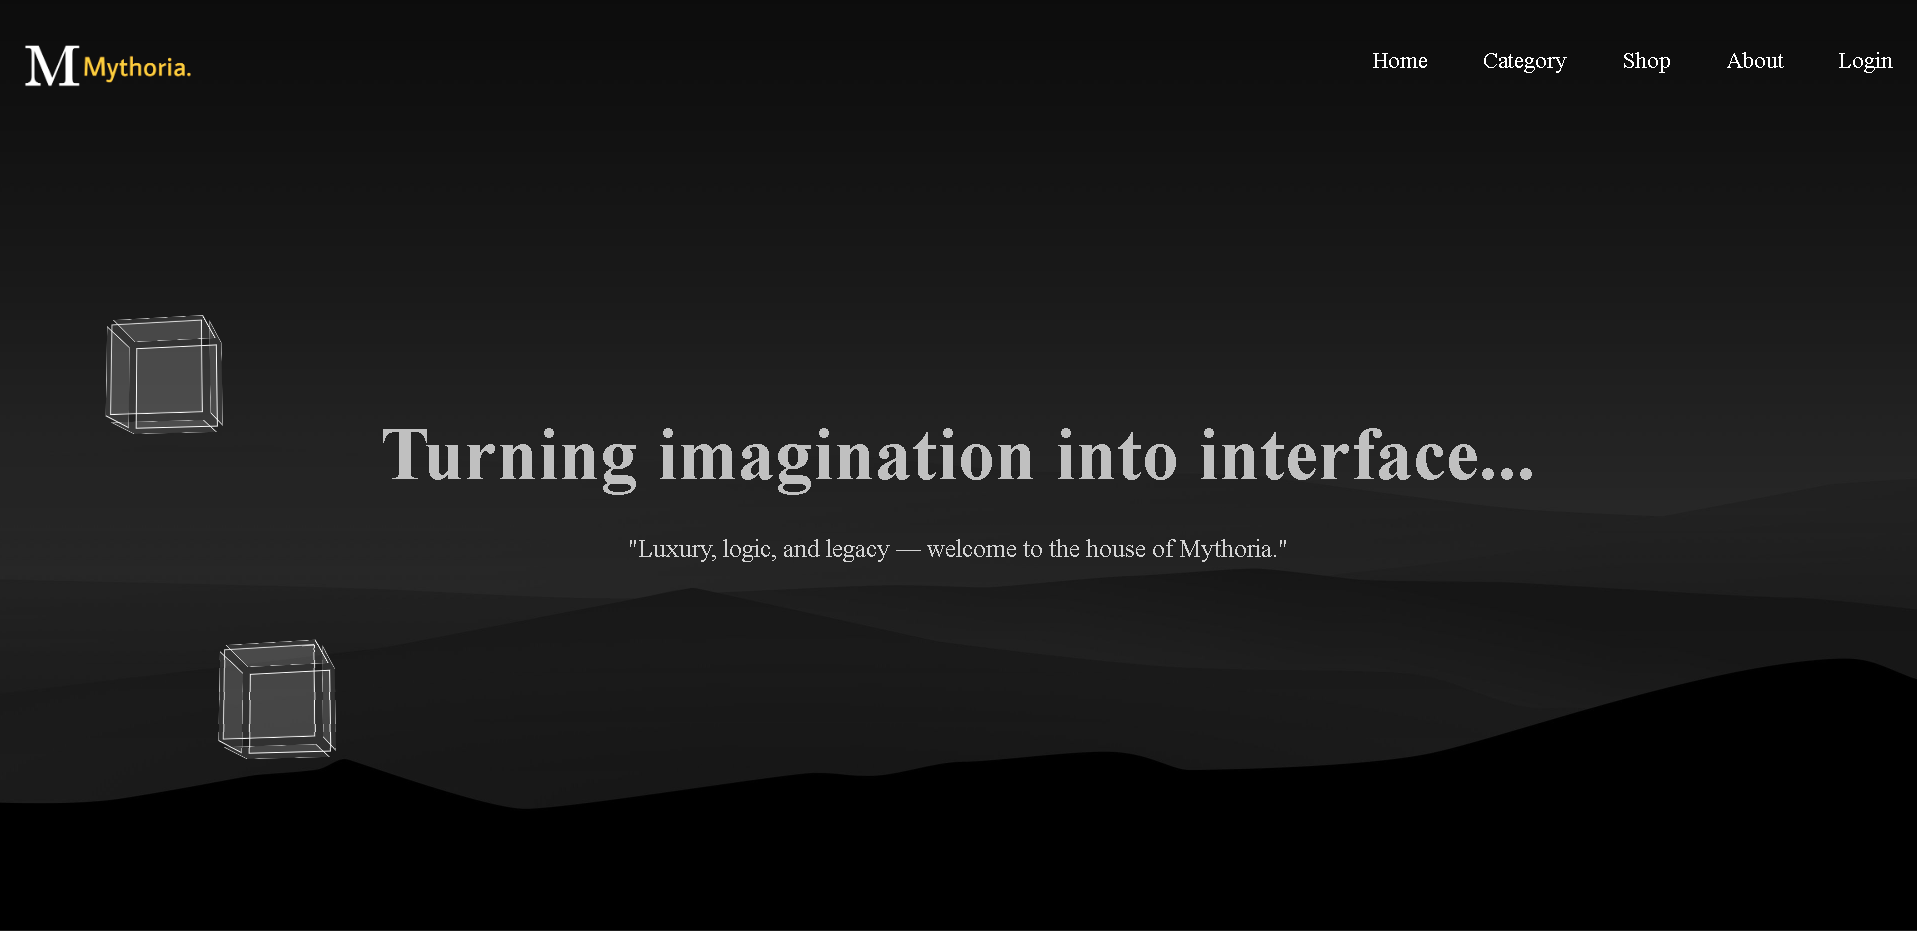 M Mythoria.
Home Category Shop About Login
Turning imagination into interface...
"Luxury, logic, and legacy — welcome to the house of Mythoria."